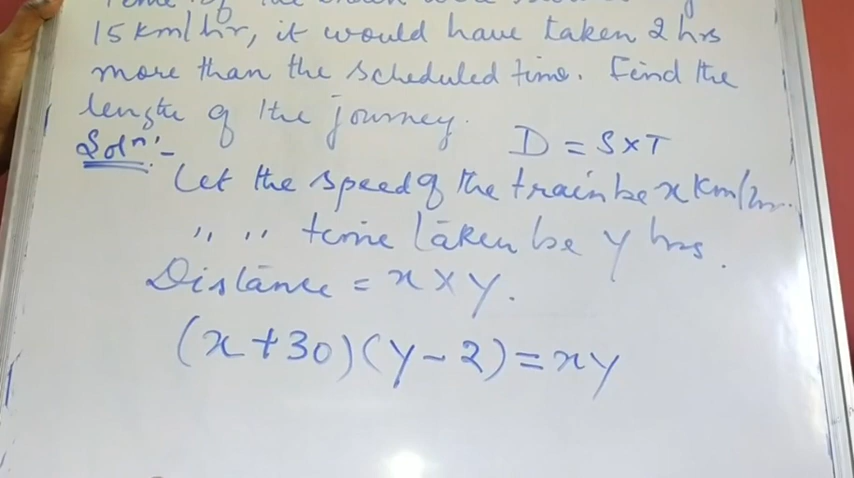 15 km/hr, it would have taken 2 hrs
more than the scheduled time. Find the
length of the journey.
D = S×T
Soln:-
Let the speed of the train be x km/hr.
" " time taken be y hrs.
Distance = x × y.
(x+30)(y-2)=xy